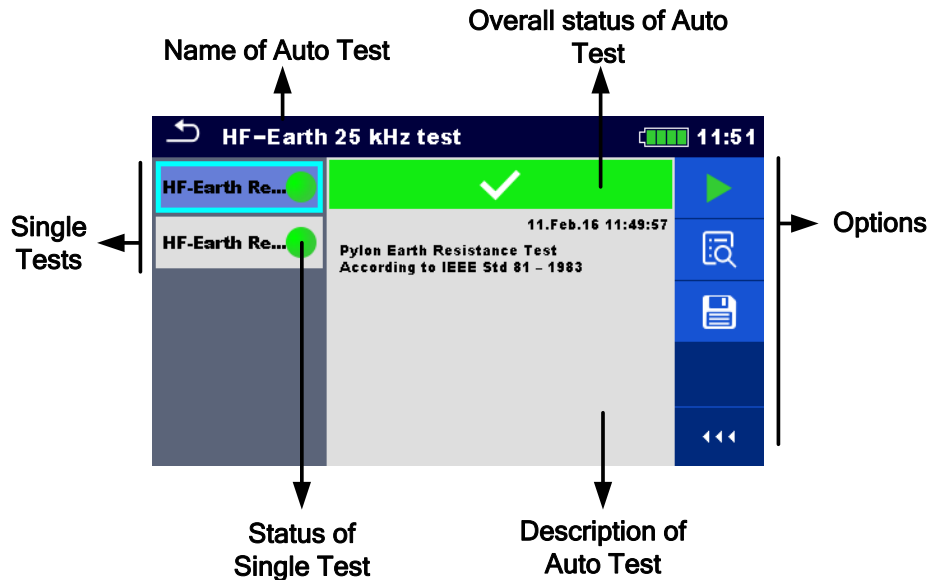 Overall status of Auto
Test
Name of Auto Test
HF-Earth 25 kHz test
11:51
HF-Earth Re...
11.Feb.16 11:49:57
HF-Earth Re...
Pylon Earth Resistance Test
According to IEEE Std 81 – 1983
Single
Tests
Options
Status of
Single Test
Description of
Auto Test